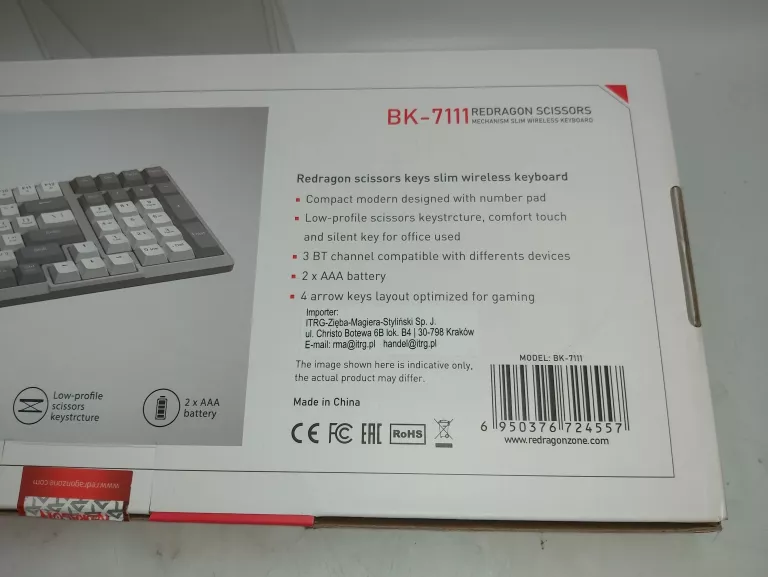 BK-7111 REDRAGON SCISSORS
MECHANISM SLIM WIRELESS KEYBOARD
Redragon scissors keys slim wireless keyboard
Compact modern designed with number pad
Low-profile scissors keystrcture, comfort touch
and silent key for office used
3 BT channel compatible with differents devices
2 x AAA battery
4 arrow keys layout optimized for gaming
Importer:
ITRG-Zięba-Magiera-Styliński Sp. J.
ul. Christo Botewa 6B lok. B4 | 30-798 Kraków
E-mail: rma@itrg.pl handel@itrg.pl
The image shown here is indicative only,
the actual product may differ.
Made in China
CE FC EAC RoHS
MODEL: BK-7111
6 950376 724557
www.redragonzone.com
Low-profile
scissors
keystrcture
2 x AAA
battery
www.redragonzone.com
REDRAGON